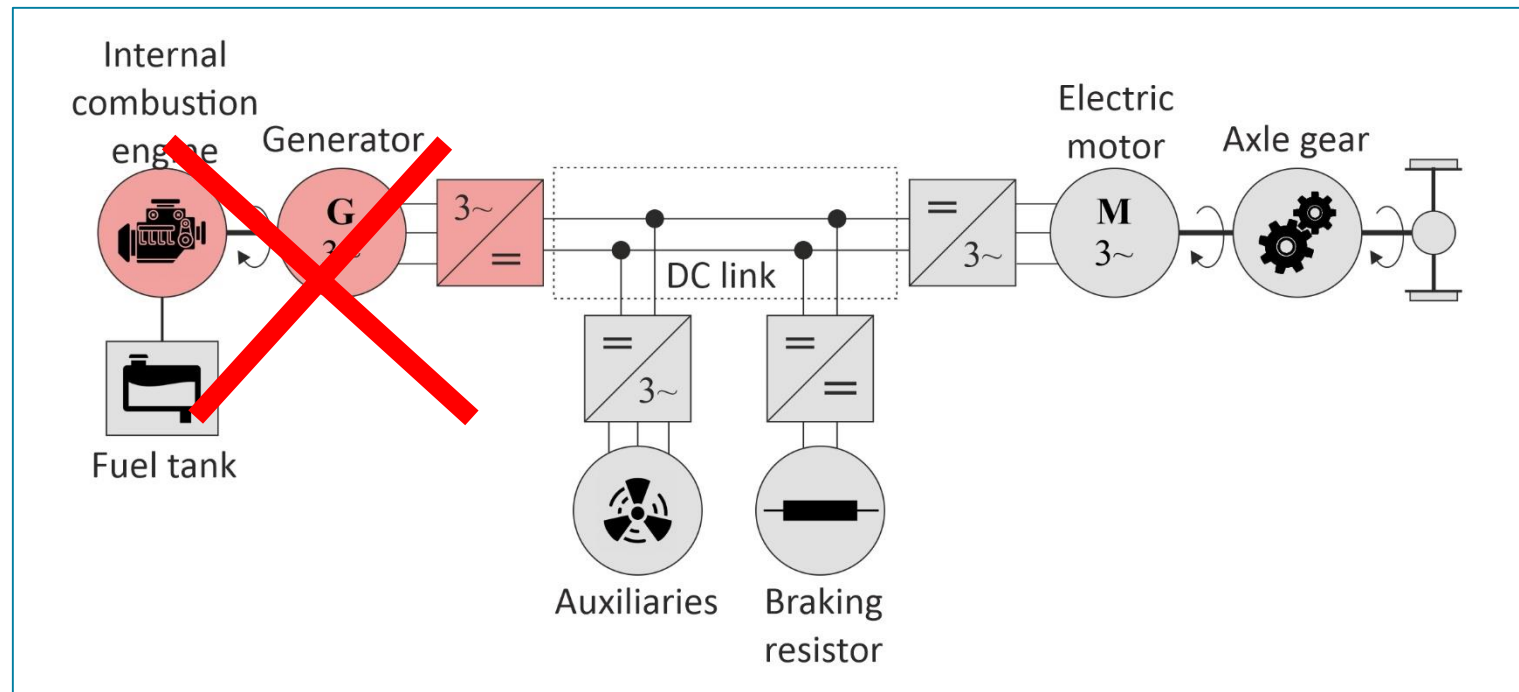 Internal
combustion
engine
Generator
G
3~
3~
=
Fuel tank
DC link
=
3~
Auxiliaries
=
=
Braking
resistor
=
3~
Electric
motor
M
3~
Axle gear